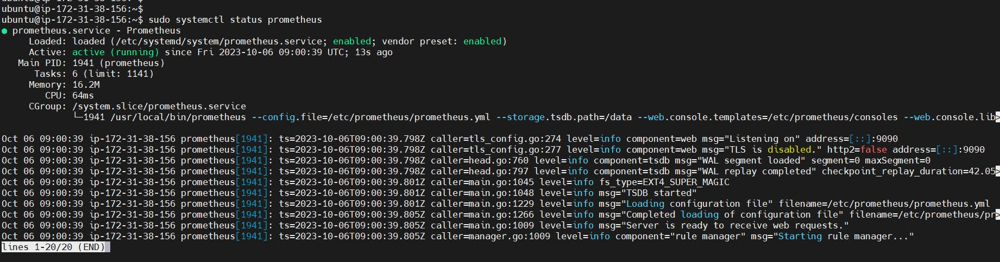 ubuntu@ip-172-31-38-156:~$
ubuntu@ip-172-31-38-156:~$
ubuntu@ip-172-31-38-156:~$ sudo systemctl status prometheus
● prometheus.service - Prometheus
     Loaded: loaded (/etc/systemd/system/prometheus.service; enabled; vendor preset: enabled)
     Active: active (running) since Fri 2023-10-06 09:00:39 UTC; 13s ago
   Main PID: 1941 (prometheus)
      Tasks: 6 (limit: 1141)
     Memory: 16.2M
        CPU: 64ms
     CGroup: /system.slice/prometheus.service
             └─1941 /usr/local/bin/prometheus --config.file=/etc/prometheus/prometheus.yml --storage.tsdb.path=/data --web.console.templates=/etc/prometheus/consoles --web.console.lib>
Oct 06 09:00:39 ip-172-31-38-156 prometheus[1941]: ts=2023-10-06T09:00:39.798Z caller=tls_config.go:274 level=info component=web msg="Listening on" address=[::]:9090
Oct 06 09:00:39 ip-172-31-38-156 prometheus[1941]: ts=2023-10-06T09:00:39.798Z caller=tls_config.go:277 level=info component=web msg="TLS is disabled." http2=false address=[::]:9090
Oct 06 09:00:39 ip-172-31-38-156 prometheus[1941]: ts=2023-10-06T09:00:39.798Z caller=head.go:760 level=info component=tsdb msg="WAL segment loaded" segment=0 maxSegment=0
Oct 06 09:00:39 ip-172-31-38-156 prometheus[1941]: ts=2023-10-06T09:00:39.798Z caller=head.go:797 level=info component=tsdb msg="WAL replay completed" checkpoint_replay_duration=42.05>
Oct 06 09:00:39 ip-172-31-38-156 prometheus[1941]: ts=2023-10-06T09:00:39.801Z caller=main.go:1045 level=info fs_type=EXT4_SUPER_MAGIC
Oct 06 09:00:39 ip-172-31-38-156 prometheus[1941]: ts=2023-10-06T09:00:39.801Z caller=main.go:1048 level=info msg="TSDB started"
Oct 06 09:00:39 ip-172-31-38-156 prometheus[1941]: ts=2023-10-06T09:00:39.801Z caller=main.go:1229 level=info msg="Loading configuration file" filename=/etc/prometheus/prometheus.yml
Oct 06 09:00:39 ip-172-31-38-156 prometheus[1941]: ts=2023-10-06T09:00:39.805Z caller=main.go:1266 level=info msg="Completed loading of configuration file" filename=/etc/prometheus/pr>
Oct 06 09:00:39 ip-172-31-38-156 prometheus[1941]: ts=2023-10-06T09:00:39.805Z caller=main.go:1009 level=info msg="Server is ready to receive web requests."
Oct 06 09:00:39 ip-172-31-38-156 prometheus[1941]: ts=2023-10-06T09:00:39.805Z caller=manager.go:1009 level=info component="rule manager" msg="Starting rule manager..."
lines 1-20/20 (END)